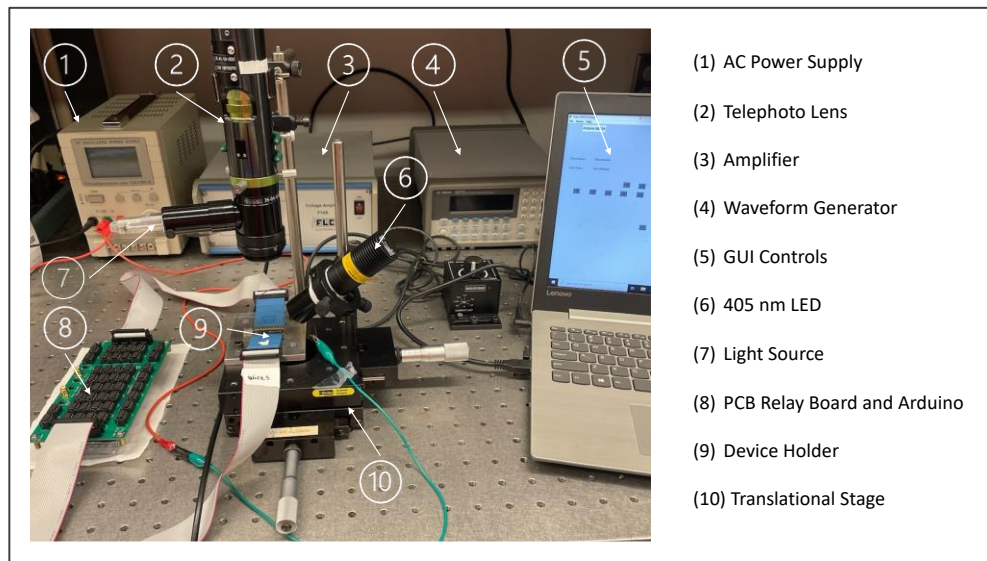 1
2
3
4
5
6
7
8
9
10
Lenovo
FLC
WIRES
(1) AC Power Supply
(2) Telephoto Lens
(3) Amplifier
(4) Waveform Generator
(5) GUI Controls
(6) 405 nm LED
(7) Light Source
(8) PCB Relay Board and Arduino
(9) Device Holder
(10) Translational Stage